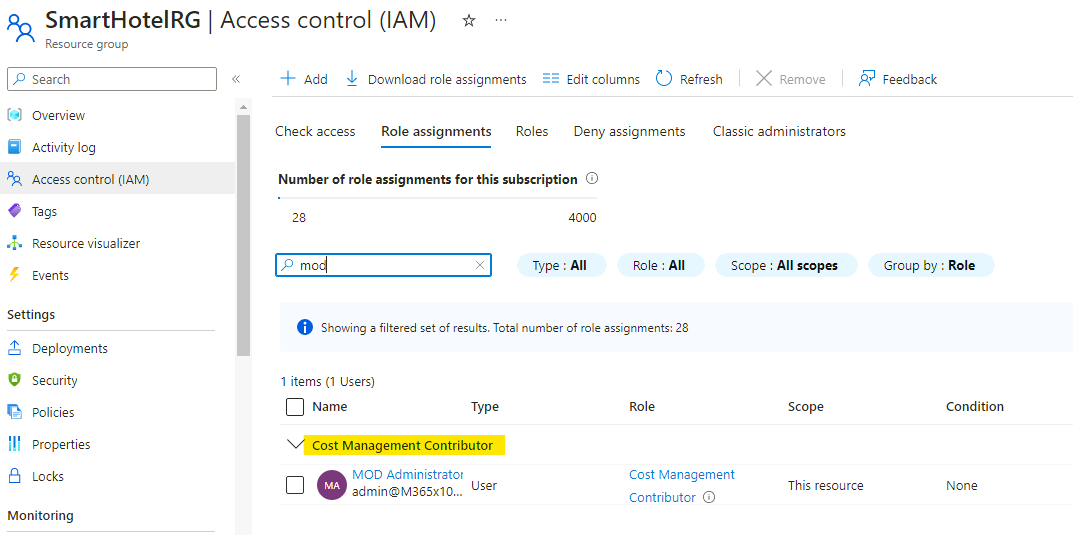 SmartHotelRG | Access control (IAM) ☆ ...
Resource group
Search «
Overview
Activity log
Access control (IAM)
Tags
Resource visualizer
Events
Settings
Deployments
Security
Policies
Properties
Locks
Monitoring
Add Download role assignments Edit columns Refresh Remove Feedback
Check access Role assignments Roles Deny assignments Classic administrators
Number of role assignments for this subscription
28 4000
mod Type : All Role : All Scope : All scopes Group by : Role
Showing a filtered set of results. Total number of role assignments: 28
1 items (1 Users)
Name Type Role Scope Condition
Cost Management Contributor
MA MOD Administrator User Cost Management This resource None
admin@M365x10... Contributor